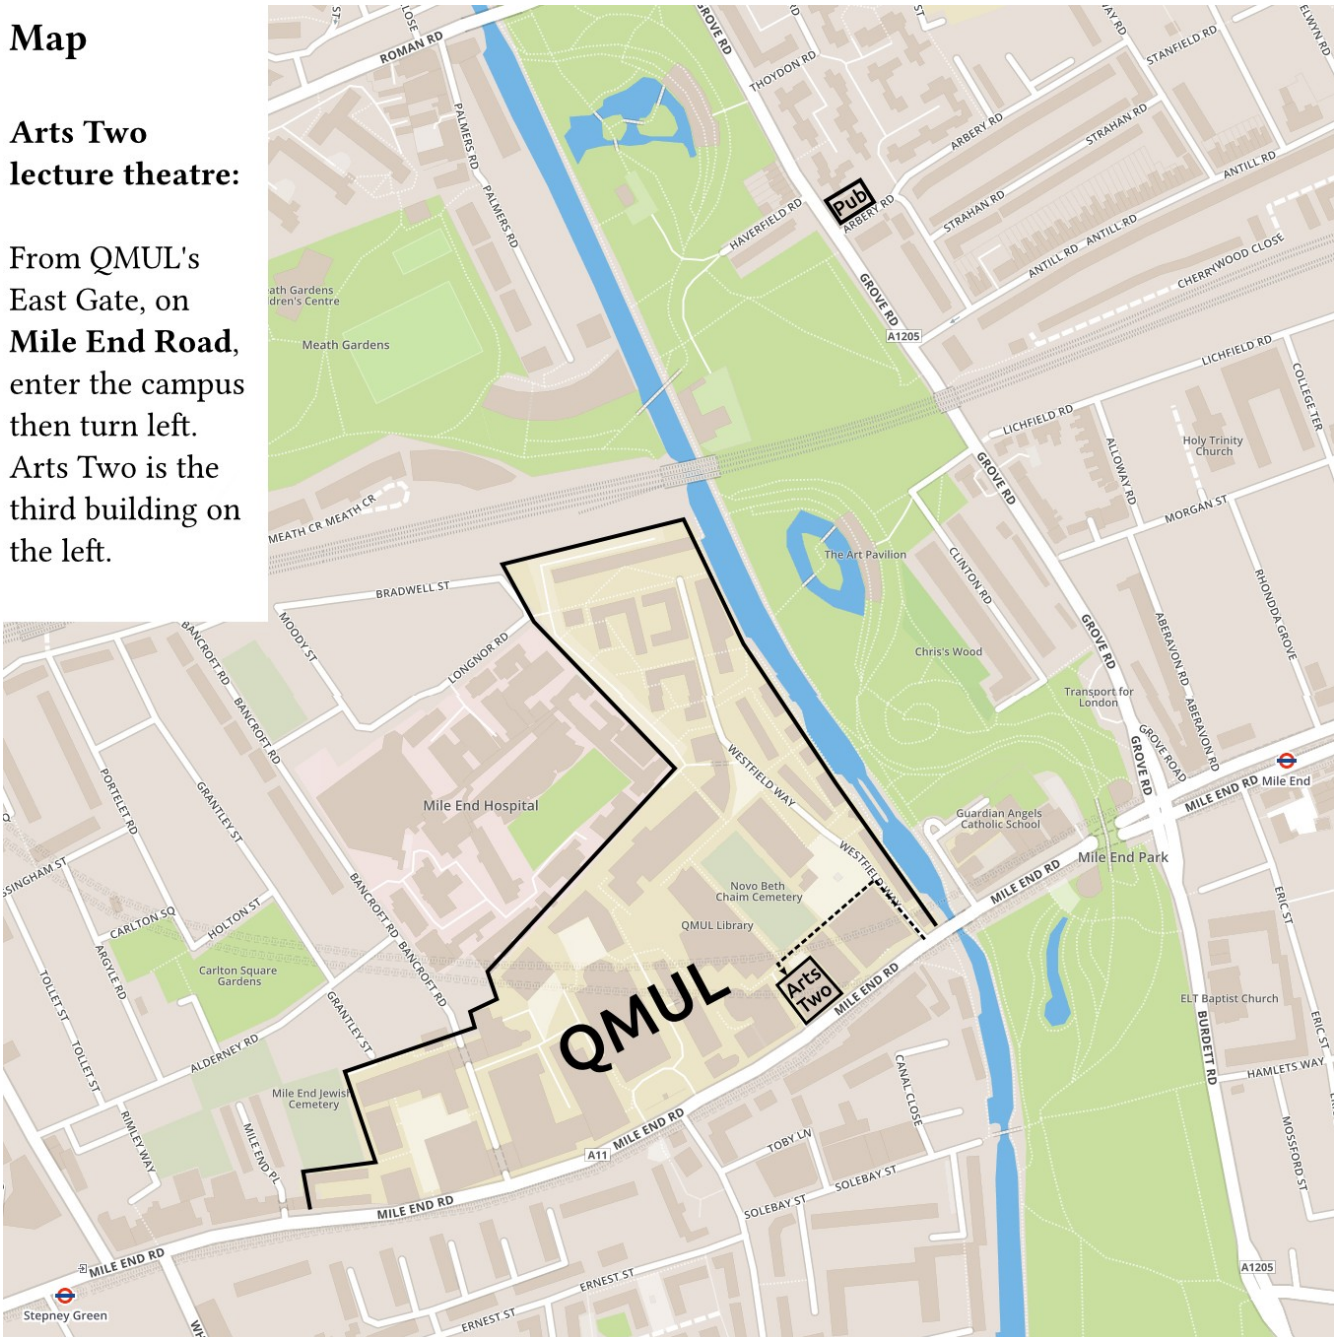 Map
Arts Two
lecture theatre:
From QMUL's
East Gate, on
Mile End Road,
enter the campus
then turn left.
Arts Two is the
third building on
the left.
ROMAN RD
GROVE RD
THOYDON RD
STANFIELD RD
PALMERS RD
PALMERS RD
ARBERY RD
STRAHAN RD
ANTILL RD
Pub
ARBERY RD
STRAHAN RD
HAVERFIELD RD
ANTILL RD
ANTILL RD
CHERRYWOOD CLOSE
GROVE RD
A1205
ath Gardens
dren's Centre
Meath Gardens
LICHFIELD RD
LICHFIELD RD
COLLEGE TER
ALLOWAY RD
Holy Trinity
Church
GROVE RD
MORGAN ST
MEATH CR
MEATH CR
The Art Pavilion
CLINTON RD
RHONDDA GROVE
BRADWELL ST
MOODY ST
LONGNOR RD
BANCROFT RD
BANCROFT RD
Chris's Wood
GROVE RD
ABERAVON RD
ABERAVON RD
Transport for
London
GROVE ROAD
GROVE RD
Mile End
MILE END RD
WESTFIELD WAY
WESTFIELD WAY
PORTELET RD
GRANTLEY ST
Mile End Hospital
Guardian Angels
Catholic School
Mile End Park
MILE END RD
SSINGHAM ST
CARLTON SQ
HOLTON ST
BANCROFT RD
BANCROFT RD
Novo Beth
Chaim Cemetery
QMUL Library
ERIC ST
ARGYLE RD
Carlton Square
Gardens
TOLLET ST
GRANTLEY ST
QMUL
Arts
Two
MILE END RD
ELT Baptist Church
BURDETT RD
ERIC ST
ALDERNEY RD
TOLLET ST
Mile End Jewish
Cemetery
CANAL CLOSE
HAMLETS WAY
RIMLEY WAY
MILE END PL
MILE END RD
A11
TOBY LN
SOLEBAY ST
SOLEBAY ST
MOSSFORD ST
MILE END RD
MILE END RD
Stepney Green
ERNEST ST
ERNEST ST
A1205